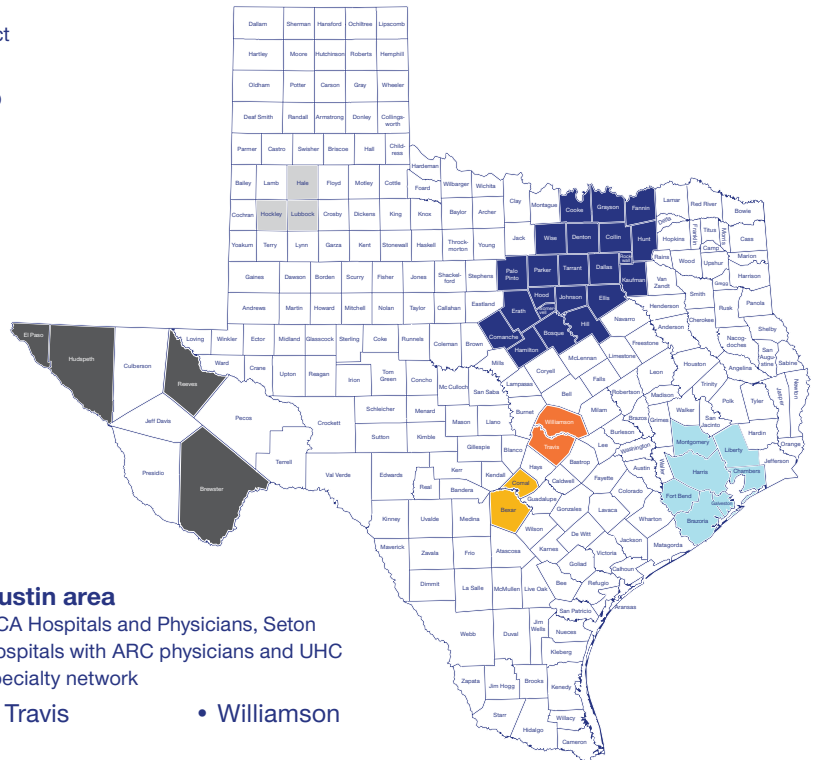 ct
Dallam Sherman Hansford Ochiltree Lipscomb
Hartley Moore Hutchinson Roberts Hemphill
Oldham Potter Carson Gray Wheeler
Deaf Smith Randall Armstrong Donley Collings-
worth
Parmer Castro Swisher Briscoe Hall Child-
ress
Hardeman
Bailey Lamb Hale Floyd Motley Cottle Foard Wilbarger Wichita
Clay Montague Cooke Grayson Fannin Lamar Red River Bowie
Cochran Hockley Lubbock Crosby Dickens King Knox Baylor Archer
Jack Wise Denton Collin Hunt Delta Hopkins Franklin Titus Camp Morris Cass
Yoakum Terry Lynn Garza Kent Stonewall Haskell Throck-
morton Young
Palo
Pinto Parker Tarrant Dallas Rock
wall Kaufman Rains Wood Upshur Marion
Gaines Dawson Borden Scurry Fisher Jones Shackel-
ford Stephens
Van
Zandt Smith Gregg Harrison
Andrews Martin Howard Mitchell Nolan Taylor Callahan Eastland
Erath Hood Johnson Ellis Henderson Rusk Panola
El Paso Hudspeth Culberson Reeves Loving Winkler Ector Midland Glasscock Sterling Coke Runnels Coleman Brown
Comanche Bosque Hill Navarro Anderson Cherokee Nacog-
doches Shelby
Hamilton Freestone San
Augu-
stine Sabine
Ward Crane Upton Reagan Irion Tom
Green Concho Mc Culloch San Saba Mills
Lampasas Coryell McLennan Limestone Leon Houston Angelina
Bell Falls Robertson Madison Trinity Polk Tyler Jasper Newton
Jeff Davis Pecos Crockett Schleicher Menard Mason Llano Burnet Williamson Milam Brazos Grimes Walker San
Jacinto Hardin Orange
Presidio Brewster Terrell Sutton Kimble Gillespie Blanco Travis Lee Burleson Washington Montgomery Liberty Jefferson
Val Verde Edwards Real Kerr Kendall Hays Bastrop Austin Waller Harris Chambers
Bandera Comal Caldwell Fayette Colorado Fort Bend Galveston
Kinney Uvalde Medina Bexar Guadalupe Gonzales Lavaca Wharton Brazoria
Maverick Zavala Frio Atascosa Wilson Karnes De Witt Jackson Matagorda
Dimmit La Salle McMullen Live Oak Bee Goliad Victoria Calhoun
Refugio
San Patricio Aransas
Webb Duval Jim
Wells Nueces
Kleberg
Zapata Jim Hogg Brooks Kenedy
Starr Hidalgo Willacy
Cameron
ustin area
CA Hospitals and Physicians, Seton
ospitals with ARC physicians and UHC
pecialty network
Travis • Williamson